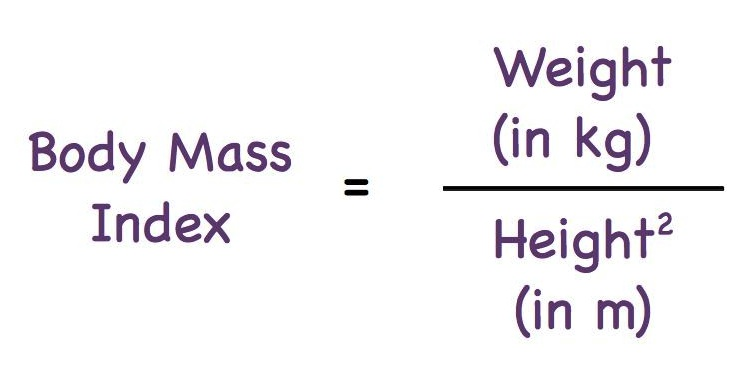 Body Mass
Index
=
Weight
(in kg)
Height²
(in m)